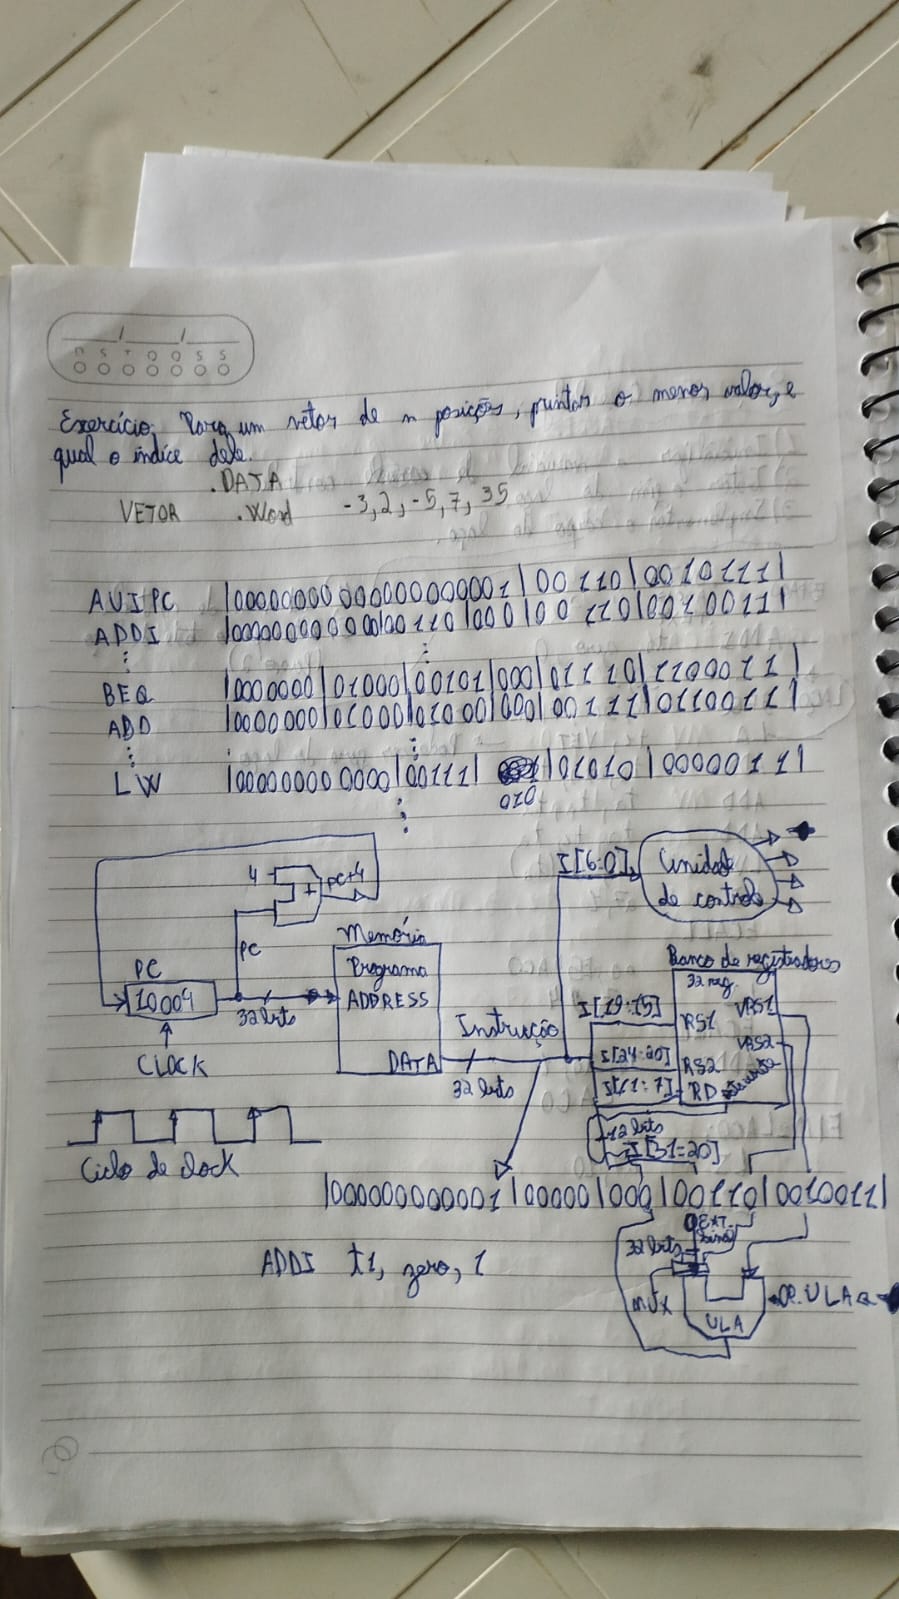 D S T Q Q S S
Exercício: Para um vetor de n posições, printar o menor valor, e
qual o índice dele.
.DATA
VETOR .Word -3, 2, -5, 7, 35
AUIPC |00000000000000000001|00110|0010111|
ADDI |000000000000|00110|000|00110|0010011|
BEQ |0000000|01000|00101|000|01110|1100011|
ADD |0000000|01000|01000|000|00111|0110011|
LW |000000000000|00111| 010 |01010|0000011|
4 + PC+4
I[6:0]
Unidade
de controle
PC
Memória
Programa
ADDRESS
DATA
PC
10004
32 bits
CLOCK
Instrução
32 bits
Banco de registradores
32 reg.
I[19:15] RS1 VRS1
I[24:20] RS2 VRS2
I[11:7] RD
12 bits
I[31:20]
Ciclo de clock
|000000000001|00000|000|00110|0010011|
ADDI t1, zero, 1
EXT.
Sinal
32 bits
MUX
ULA
OP. ULA